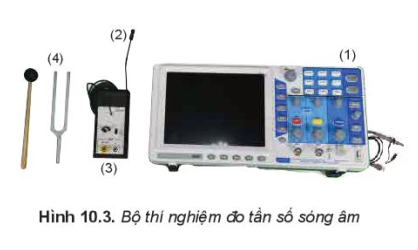 (2)
(4)
(1)
(3)
Hình 10.3. Bộ thí nghiệm đo tần số sóng âm